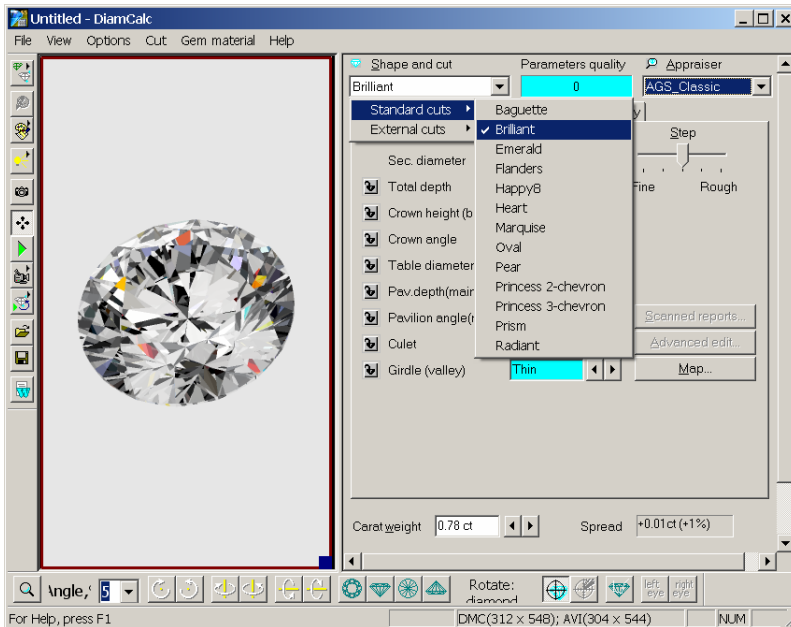 Untitled - DiamCalc
File View Options Cut Gem material Help
Shape and cut Parameters quality Appraiser
Brilliant 0 AGS_Classic
Standard cuts
External cuts
Baguette
Brilliant
Emerald
Flanders
Happy8
Heart
Marquise
Oval
Pear
Princess 2-chevron
Princess 3-chevron
Prism
Radiant
y
Step
Fine Rough
Sec. diameter
Total depth
Crown height (b
Crown angle
Table diameter
Pav.depth(main
Pavilion angle(r
Culet
Girdle (valley) Thin
Scanned reports...
Advanced edit...
Map...
Carat weight 0.78 ct Spread +0.01ct (+1%)
Angle,° 5 Rotate:
diamond
left eye right eye
For Help, press F1 DMC(312 x 548); AVI(304 x 544) NUM